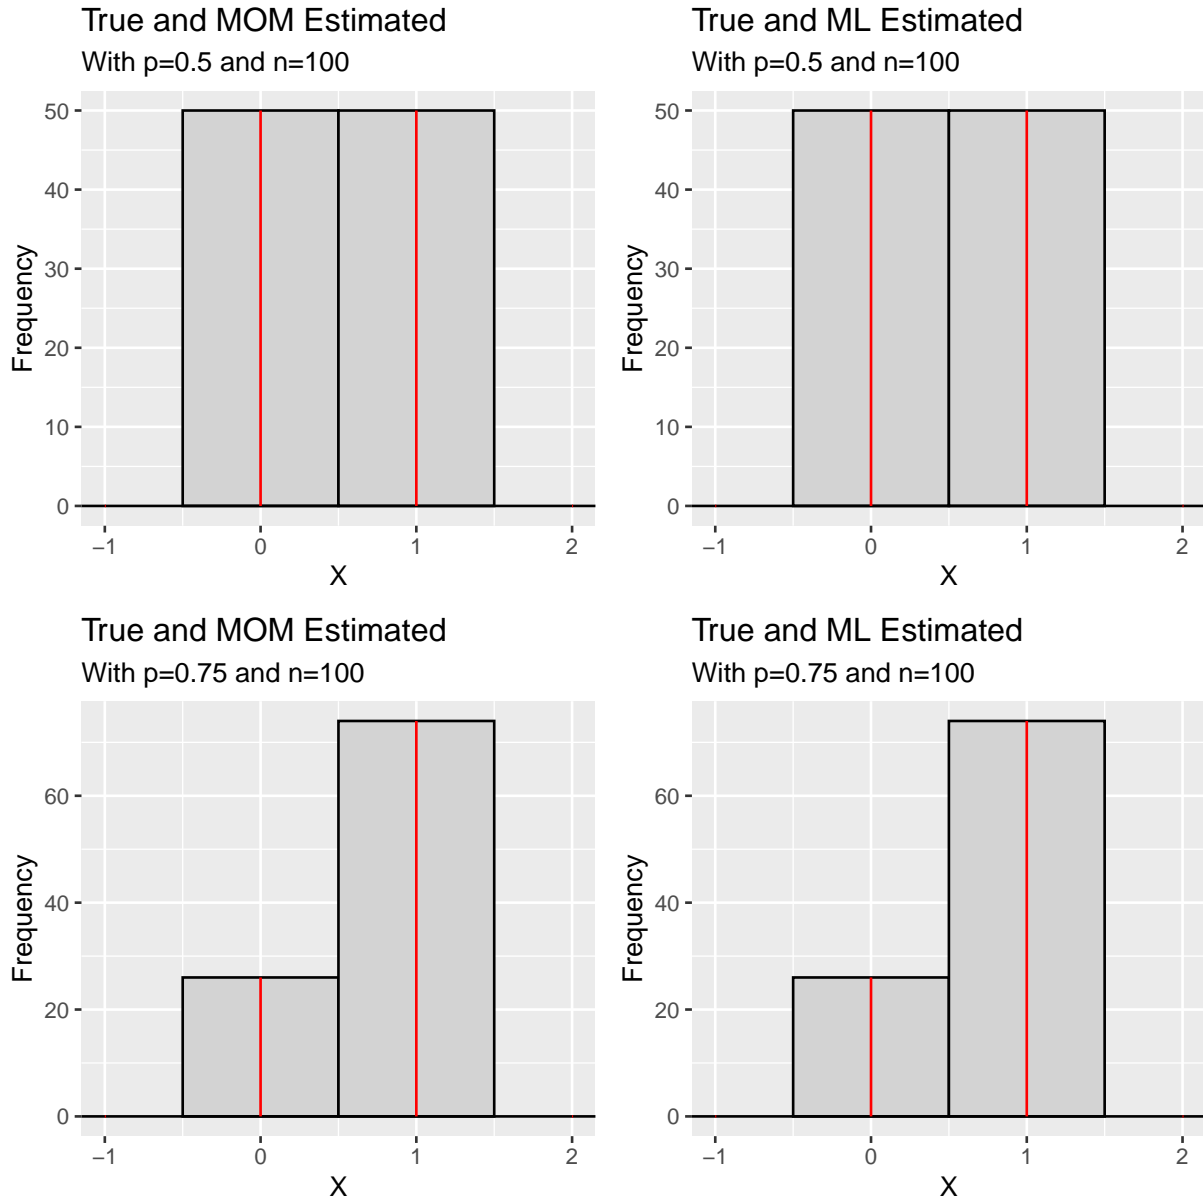 True and MOM Estimated
With p=0.5 and n=100
50
40
30
20
10
0
Frequency
−1 0 1 2
X
True and ML Estimated
With p=0.5 and n=100
50
40
30
20
10
0
Frequency
−1 0 1 2
X
True and MOM Estimated
With p=0.75 and n=100
60
40
20
0
Frequency
−1 0 1 2
X
True and ML Estimated
With p=0.75 and n=100
60
40
20
0
Frequency
−1 0 1 2
X